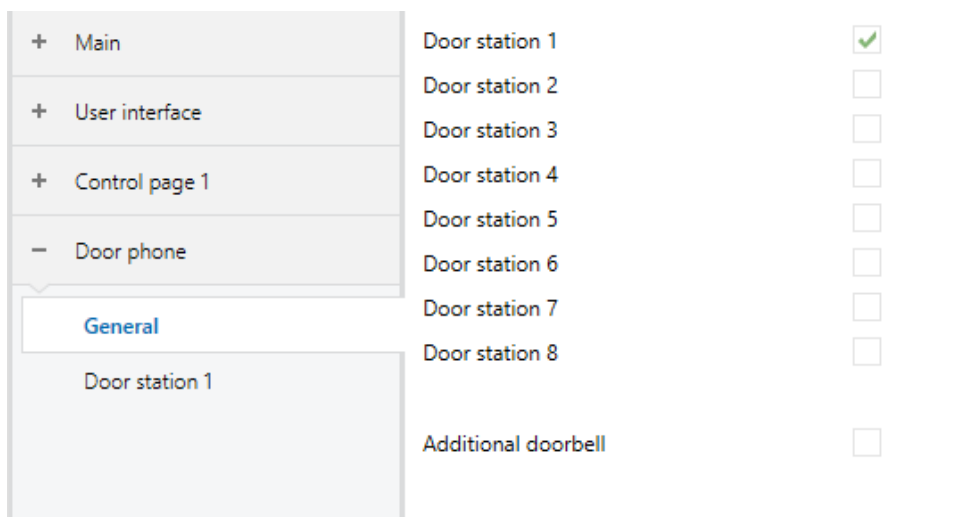 Main
User interface
Control page 1
Door phone
General
Door station 1
Door station 1
Door station 2
Door station 3
Door station 4
Door station 5
Door station 6
Door station 7
Door station 8
Additional doorbell